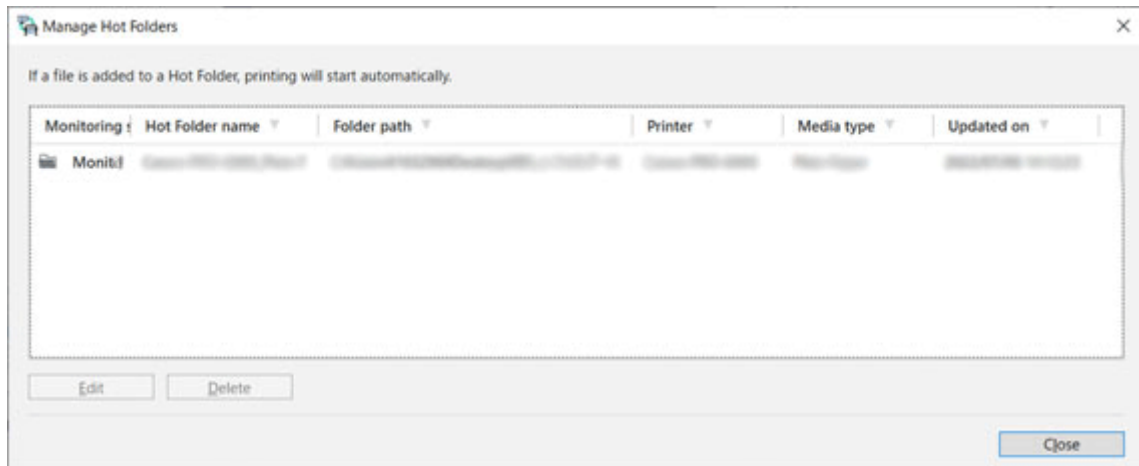 Manage Hot Folders
If a file is added to a Hot Folder, printing will start automatically.
Monitoring s Hot Folder name Folder path Printer Media type Updated on
Monit
Edit Delete
Close